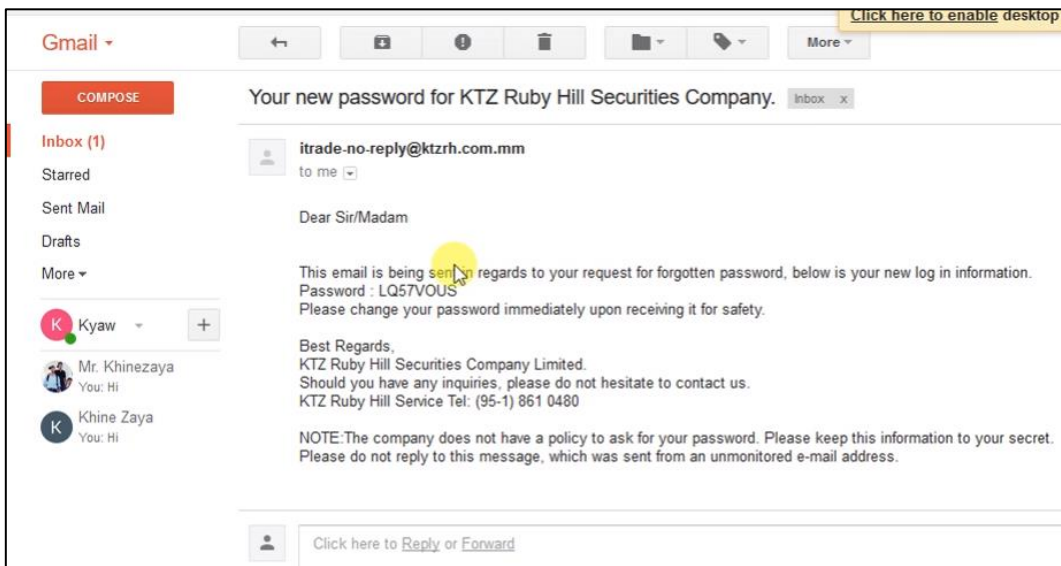 Click here to enable desktop
Gmail
More
COMPOSE
Your new password for KTZ Ruby Hill Securities Company.
Inbox x
Inbox (1)
Starred
Sent Mail
Drafts
More
K Kyaw
Mr. Khinezaya
You: Hi
K Khine Zaya
You: Hi
itrade-no-reply@ktzrh.com.mm
to me
Dear Sir/Madam
This email is being sent in regards to your request for forgotten password, below is your new log in information.
Password : LQ57VOUS
Please change your password immediately upon receiving it for safety.
Best Regards,
KTZ Ruby Hill Securities Company Limited.
Should you have any inquiries, please do not hesitate to contact us.
KTZ Ruby Hill Service Tel: (95-1) 861 0480
NOTE:The company does not have a policy to ask for your password. Please keep this information to your secret.
Please do not reply to this message, which was sent from an unmonitored e-mail address.
Click here to Reply or Forward